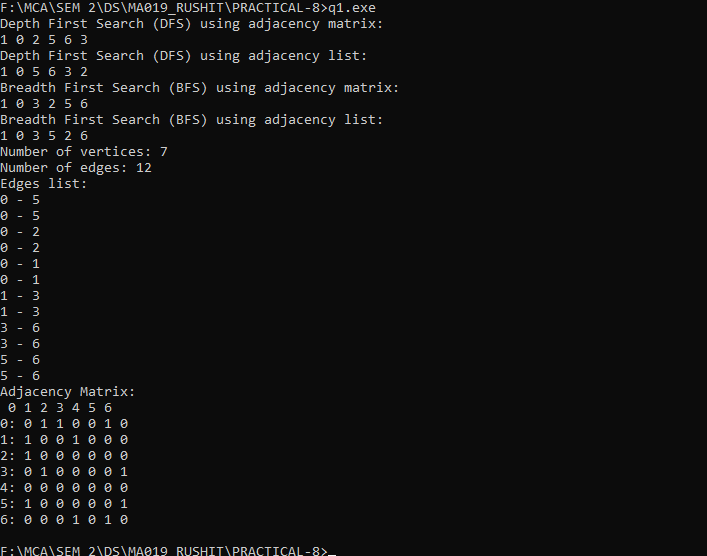 F:\MCA\SEM 2\DS\MA019_RUSHIT\PRACTICAL-8>q1.exe
Depth First Search (DFS) using adjacency matrix:
1 0 2 5 6 3
Depth First Search (DFS) using adjacency list:
1 0 5 6 3 2
Breadth First Search (BFS) using adjacency matrix:
1 0 3 2 5 6
Breadth First Search (BFS) using adjacency list:
1 0 3 5 2 6
Number of vertices: 7
Number of edges: 12
Edges list:
0 - 5
0 - 5
0 - 2
0 - 2
0 - 1
0 - 1
1 - 3
1 - 3
3 - 6
3 - 6
5 - 6
5 - 6
Adjacency Matrix:
 0 1 2 3 4 5 6
0: 0 1 1 0 0 1 0
1: 1 0 0 1 0 0 0
2: 1 0 0 0 0 0 0
3: 0 1 0 0 0 0 1
4: 0 0 0 0 0 0 0
5: 1 0 0 0 0 0 1
6: 0 0 0 1 0 1 0
F:\MCA\SEM 2\DS\MA019_RUSHIT\PRACTICAL-8>_